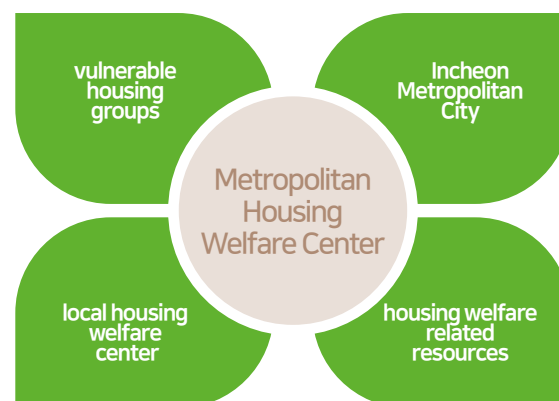 vulnerable
housing
groups
Incheon
Metropolitan
City
Metropolitan
Housing
Welfare Center
local housing
welfare
center
housing welfare
related
resources